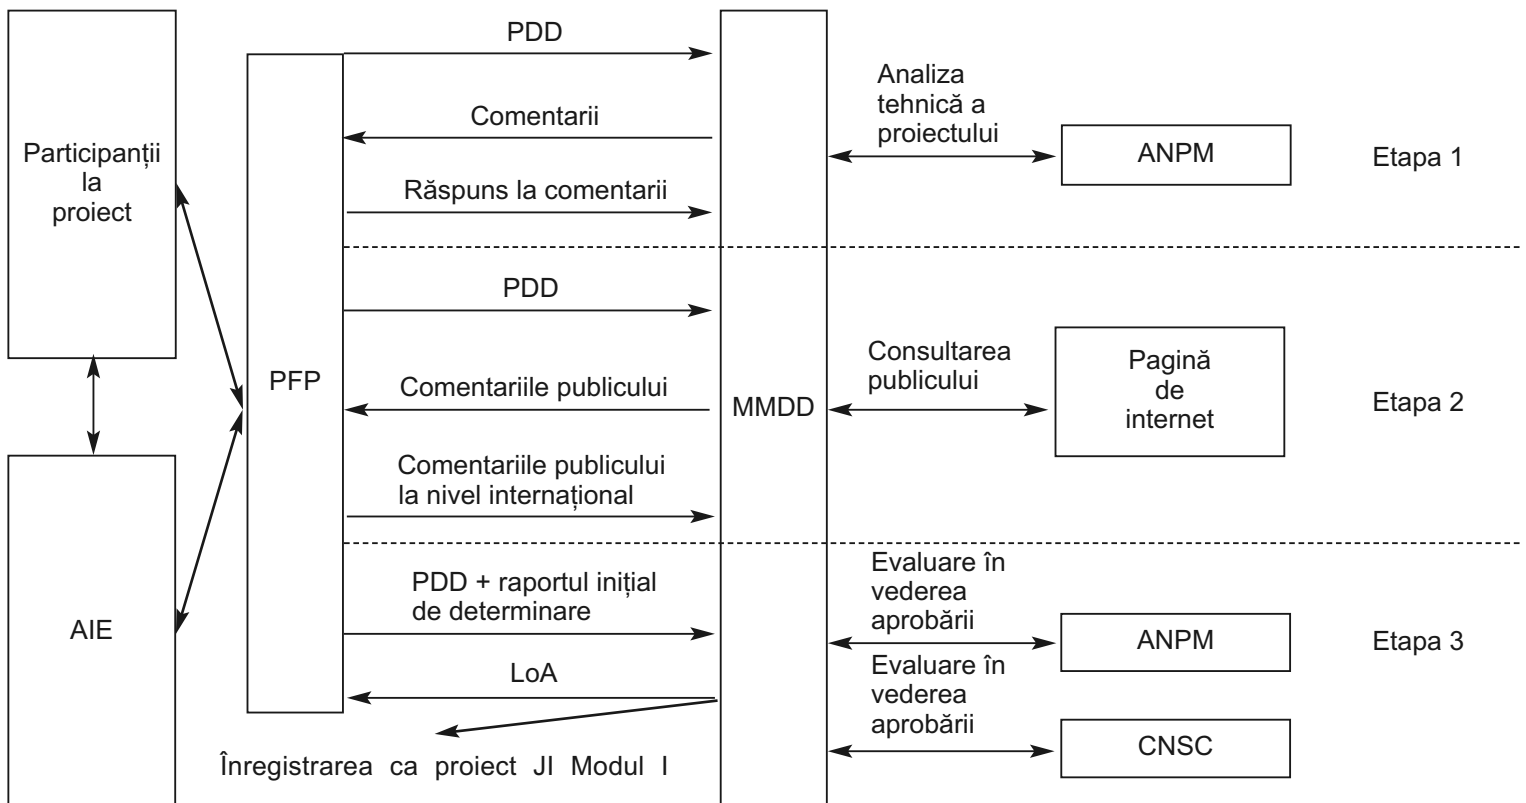 PDD
Participanții
la
proiect
Comentarii
Răspuns la comentarii
Analiza
tehnică a
proiectului
ANPM
Etapa 1
PFP
MMDD
PDD
Comentariile publicului
Comentariile publicului
la nivel internațional
Consultarea
publicului
Pagină
de
internet
Etapa 2
AIE
PDD + raportul inițial
de determinare
LoA
Înregistrarea ca proiect JI Modul I
Evaluare în
vederea
aprobării
ANPM
Etapa 3
Evaluare în
vederea
aprobării
CNSC